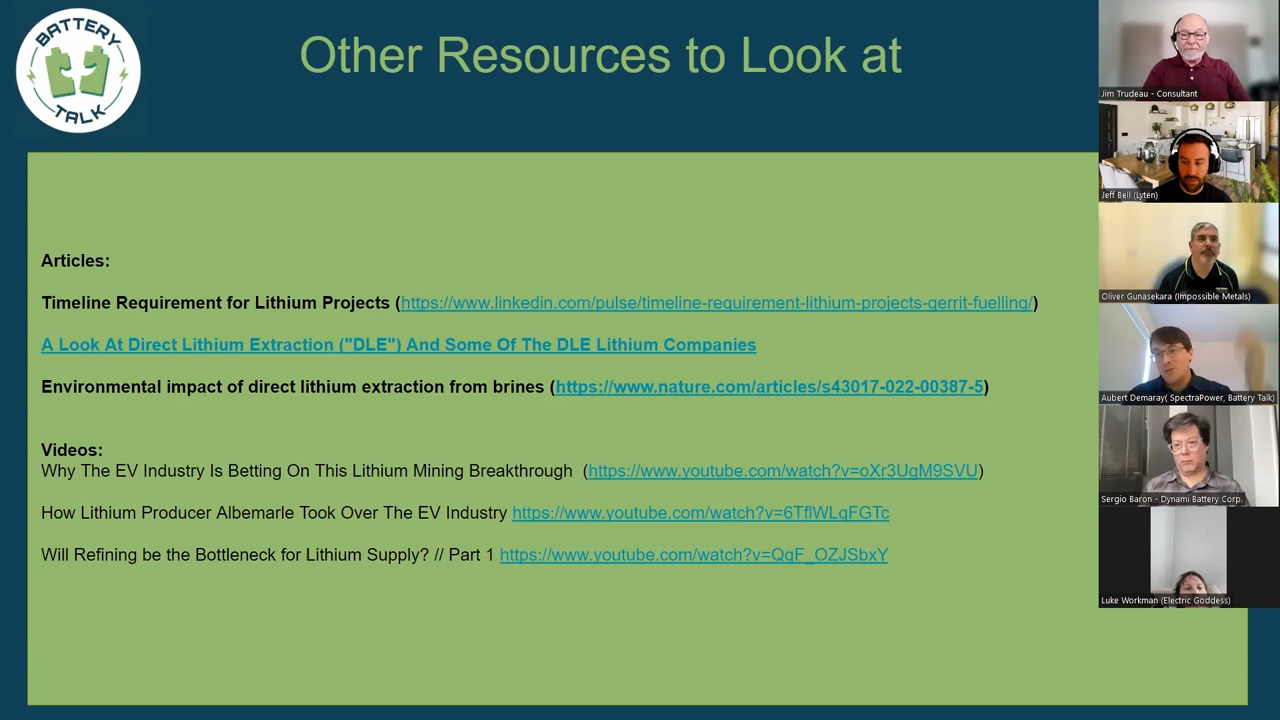 BATTERY
TALK
Other Resources to Look at
Articles:
Timeline Requirement for Lithium Projects (https://www.linkedin.com/pulse/timeline-requirement-lithium-projects-gerrit-fuelling/)
A Look At Direct Lithium Extraction ("DLE") And Some Of The DLE Lithium Companies
Environmental impact of direct lithium extraction from brines (https://www.nature.com/articles/s43017-022-00387-5)
Videos:
Why The EV Industry Is Betting On This Lithium Mining Breakthrough (https://www.youtube.com/watch?v=oXr3UgM9SVU)
How Lithium Producer Albemarle Took Over The EV Industry https://www.youtube.com/watch?v=6TflWLqFGTc
Will Refining be the Bottleneck for Lithium Supply? // Part 1 https://www.youtube.com/watch?v=QqF_OZJSbxY
Jim Trudeau - Consultant
Jeff Bell (Lyten)
Oliver Gunasekara (Impossible Metals)
Aubert Demaray( SpectraPower, Battery Talk)
Sergio Baron - Dynami Battery Corp.
Luke Workman (Electric Goddess)